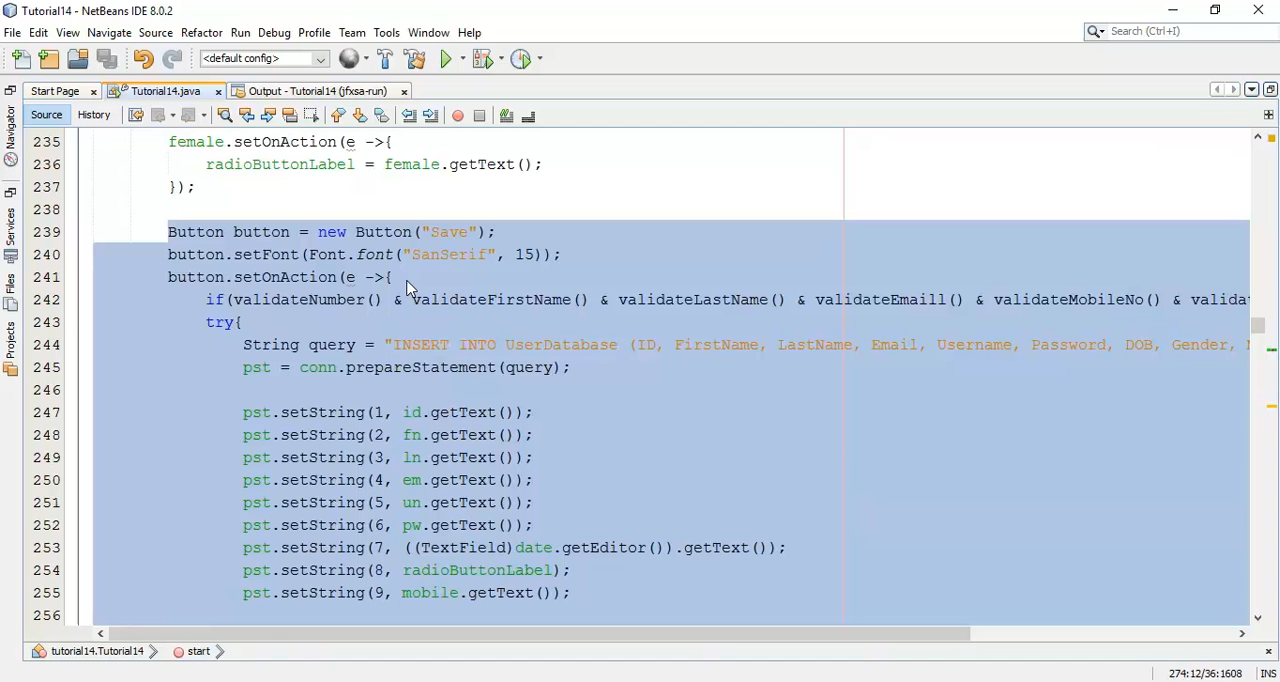 Tutorial14 - NetBeans IDE 8.0.2
File Edit View Navigate Source Refactor Run Debug Profile Team Tools Window Help
Search (Ctrl+I)
<default config>
Start Page Tutorial14.java Output - Tutorial14 (jfxsa-run)
Source History
Navigator
Services
Files
Projects
235 female.setOnAction(e ->{
236 radioButtonLabel = female.getText();
237 });
238
239 Button button = new Button("Save");
240 button.setFont(Font.font("SanSerif", 15));
241 button.setOnAction(e ->{
242 if(validateNumber() & validateFirstName() & validateLastName() & validateEmaill() & validateMobileNo() & valida
243 try{
244 String query = "INSERT INTO UserDatabase (ID, FirstName, LastName, Email, Username, Password, DOB, Gender,
245 pst = conn.prepareStatement(query);
246
247 pst.setString(1, id.getText());
248 pst.setString(2, fn.getText());
249 pst.setString(3, ln.getText());
250 pst.setString(4, em.getText());
251 pst.setString(5, un.getText());
252 pst.setString(6, pw.getText());
253 pst.setString(7, ((TextField)date.getEditor()).getText());
254 pst.setString(8, radioButtonLabel);
255 pst.setString(9, mobile.getText());
256
tutorial14.Tutorial14 start
274:12/36:1608 INS